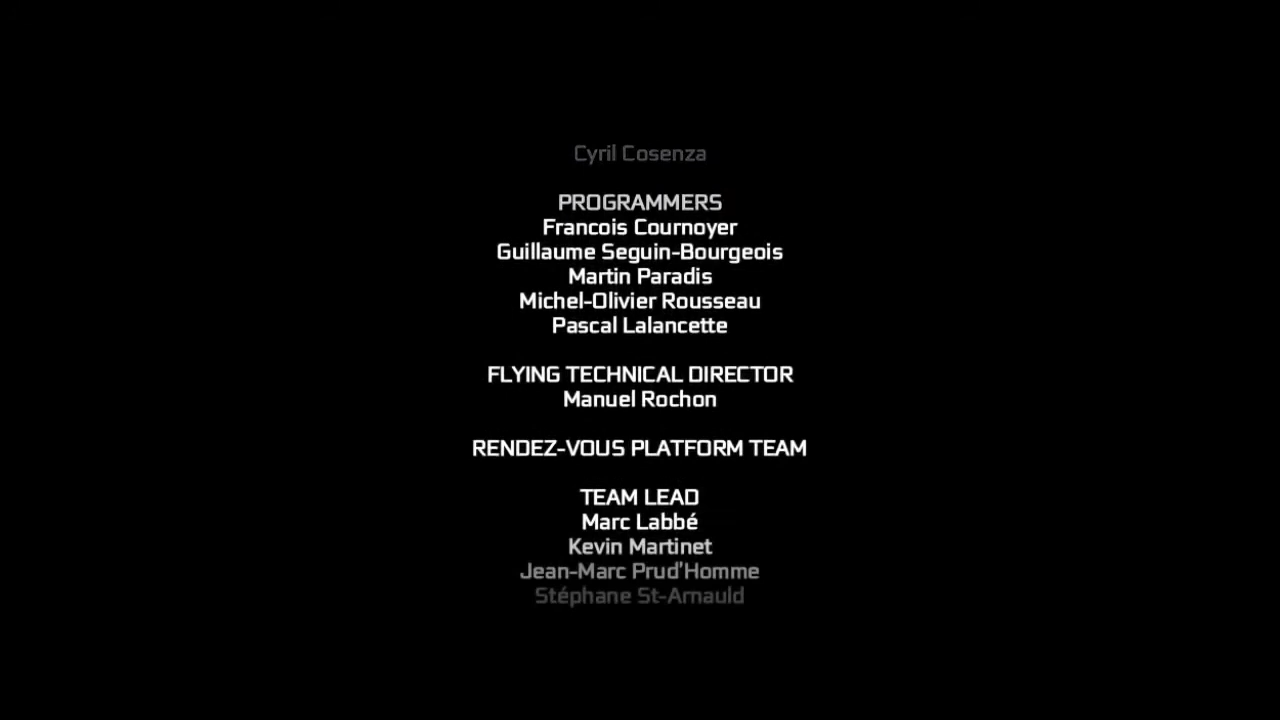 Cyril Cosenza
PROGRAMMERS
Francois Cournoyer
Guillaume Seguin-Bourgeois
Martin Paradis
Michel-Olivier Rousseau
Pascal Lalancette
FLYING TECHNICAL DIRECTOR
Manuel Rochon
RENDEZ-VOUS PLATFORM TEAM
TEAM LEAD
Marc Labbé
Kevin Martinet
Jean-Marc Prud'Homme
Stéphane St-Arnauld